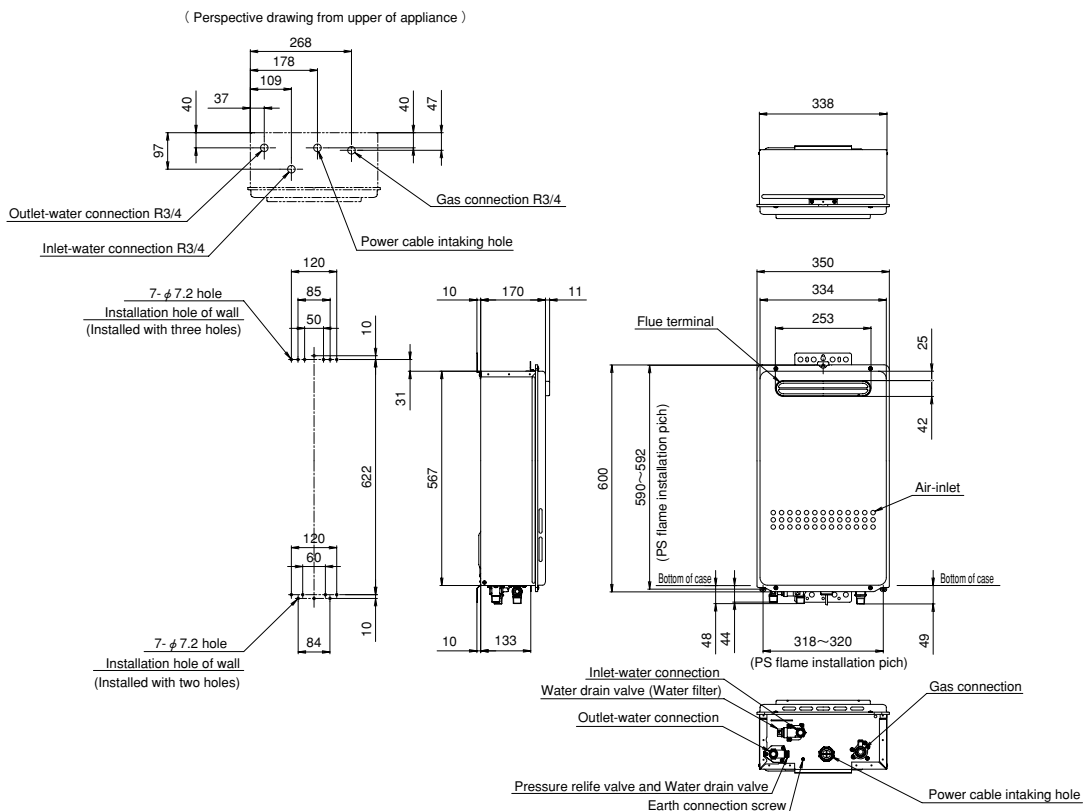 ( Perspective drawing from upper of appliance )
268
178
109
37
40
97
40
47
Outlet-water connection R3/4
Inlet-water connection R3/4
Gas connection R3/4
Power cable intaking hole
338
120
85
50
10
7- ϕ 7.2 hole
Installation hole of wall
(Installed with three holes)
31
622
120
60
84
10
7- ϕ 7.2 hole
Installation hole of wall
(Installed with two holes)
10
170
11
567
10
133
350
334
253
Flue terminal
25
42
600
590~592
(PS flame installation pich)
Air-inlet
Bottom of case
Bottom of case
48
44
49
318~320
(PS flame installation pich)
Inlet-water connection
Water drain valve (Water filter)
Outlet-water connection
Gas connection
Pressure relife valve and Water drain valve
Earth connection screw
Power cable intaking hole